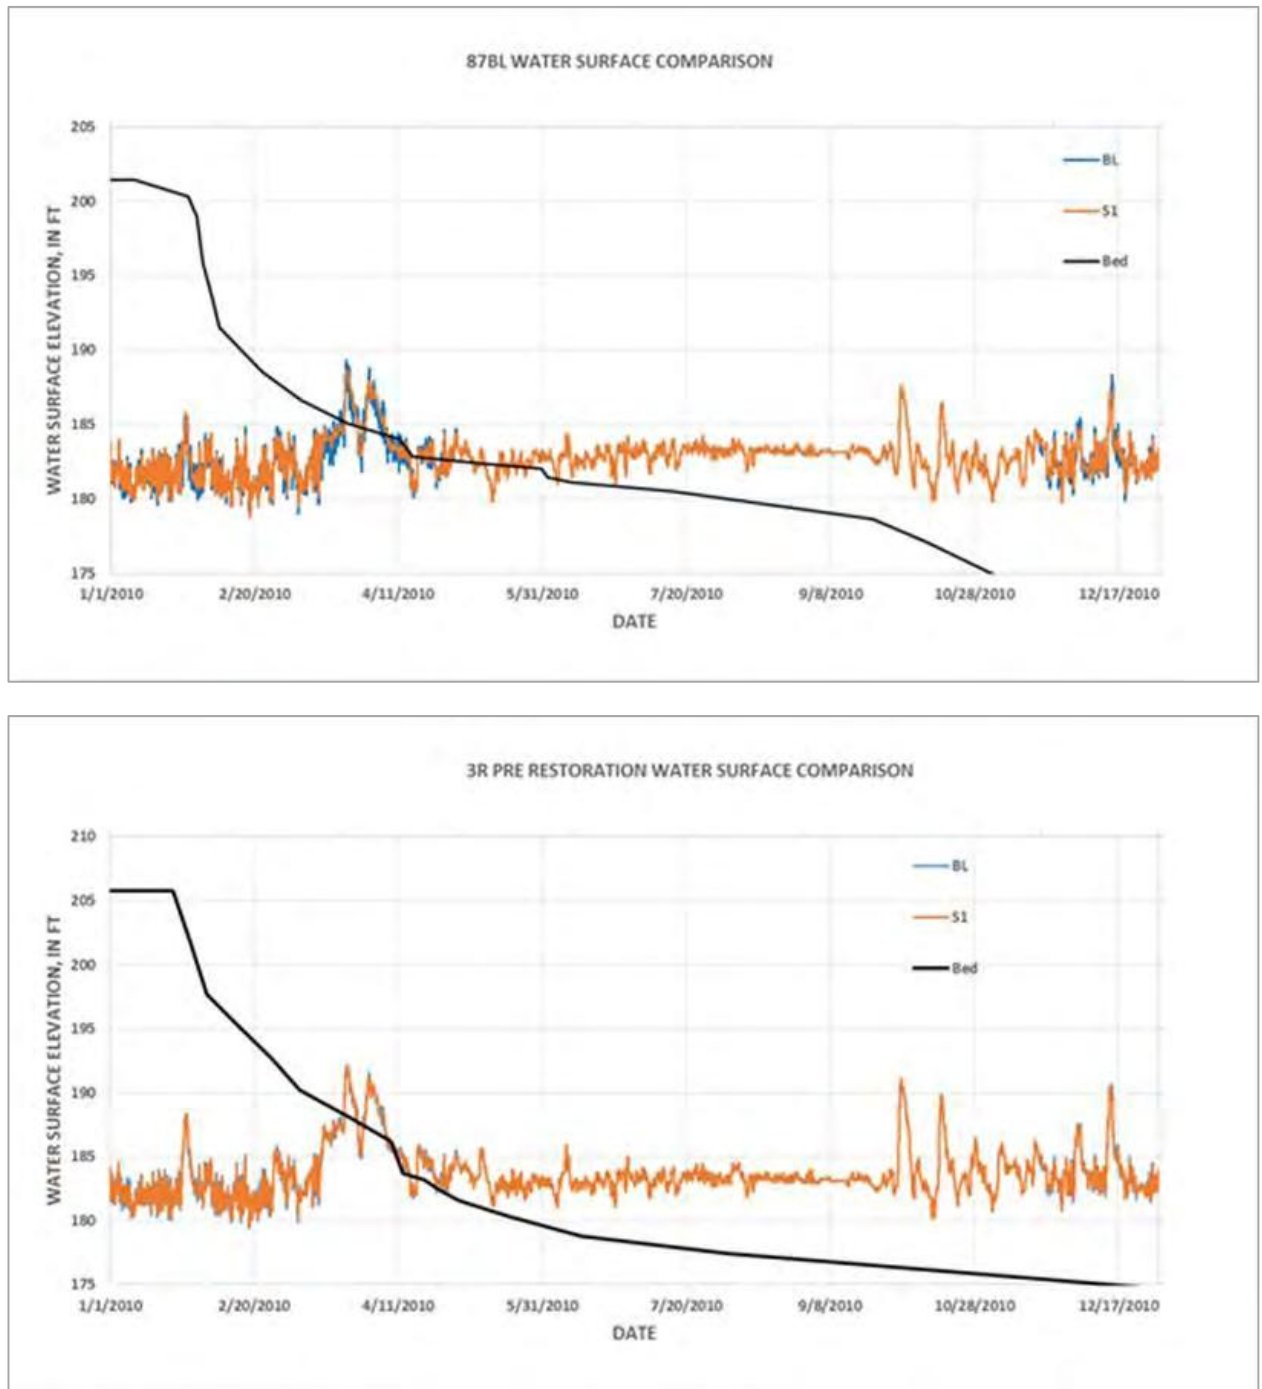 87BL WATER SURFACE COMPARISON
205
200
195
190
185
180
175
WATER SURFACE ELEVATION, IN FT
BL
S1
Bed
1/1/2010 2/20/2010 4/11/2010 5/31/2010 7/20/2010 9/8/2010 10/28/2010 12/17/2010
DATE
3R PRE RESTORATION WATER SURFACE COMPARISON
210
205
200
195
190
185
180
175
WATER SURFACE ELEVATION, IN FT
BL
S1
Bed
1/1/2010 2/20/2010 4/11/2010 5/31/2010 7/20/2010 9/8/2010 10/28/2010 12/17/2010
DATE